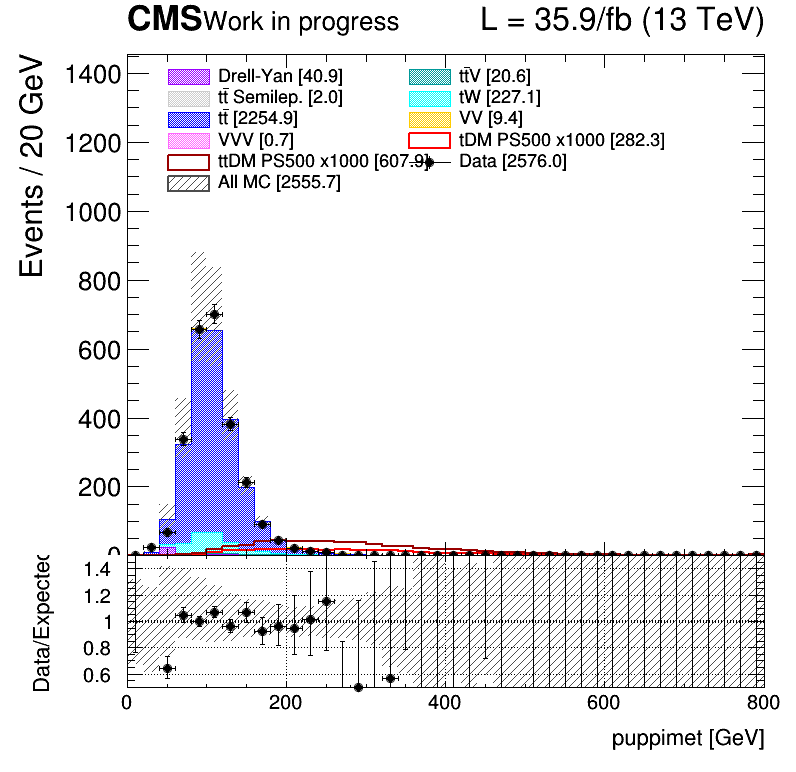 CMS Work in progress L = 35.9/fb (13 TeV)
Events / 20 GeV
1400
1200
1000
800
600
400
200
0
Drell-Yan [40.9]
tt̄ Semilep. [2.0]
tt̄ [2254.9]
VVV [0.7]
ttDM PS500 x1000 [607.9]
All MC [2555.7]
tt̄V [20.6]
tW [227.1]
VV [9.4]
tDM PS500 x1000 [282.3]
Data [2576.0]
Data/Expected
1.4
1.2
1
0.8
0.6
0 200 400 600 800
puppimet [GeV]